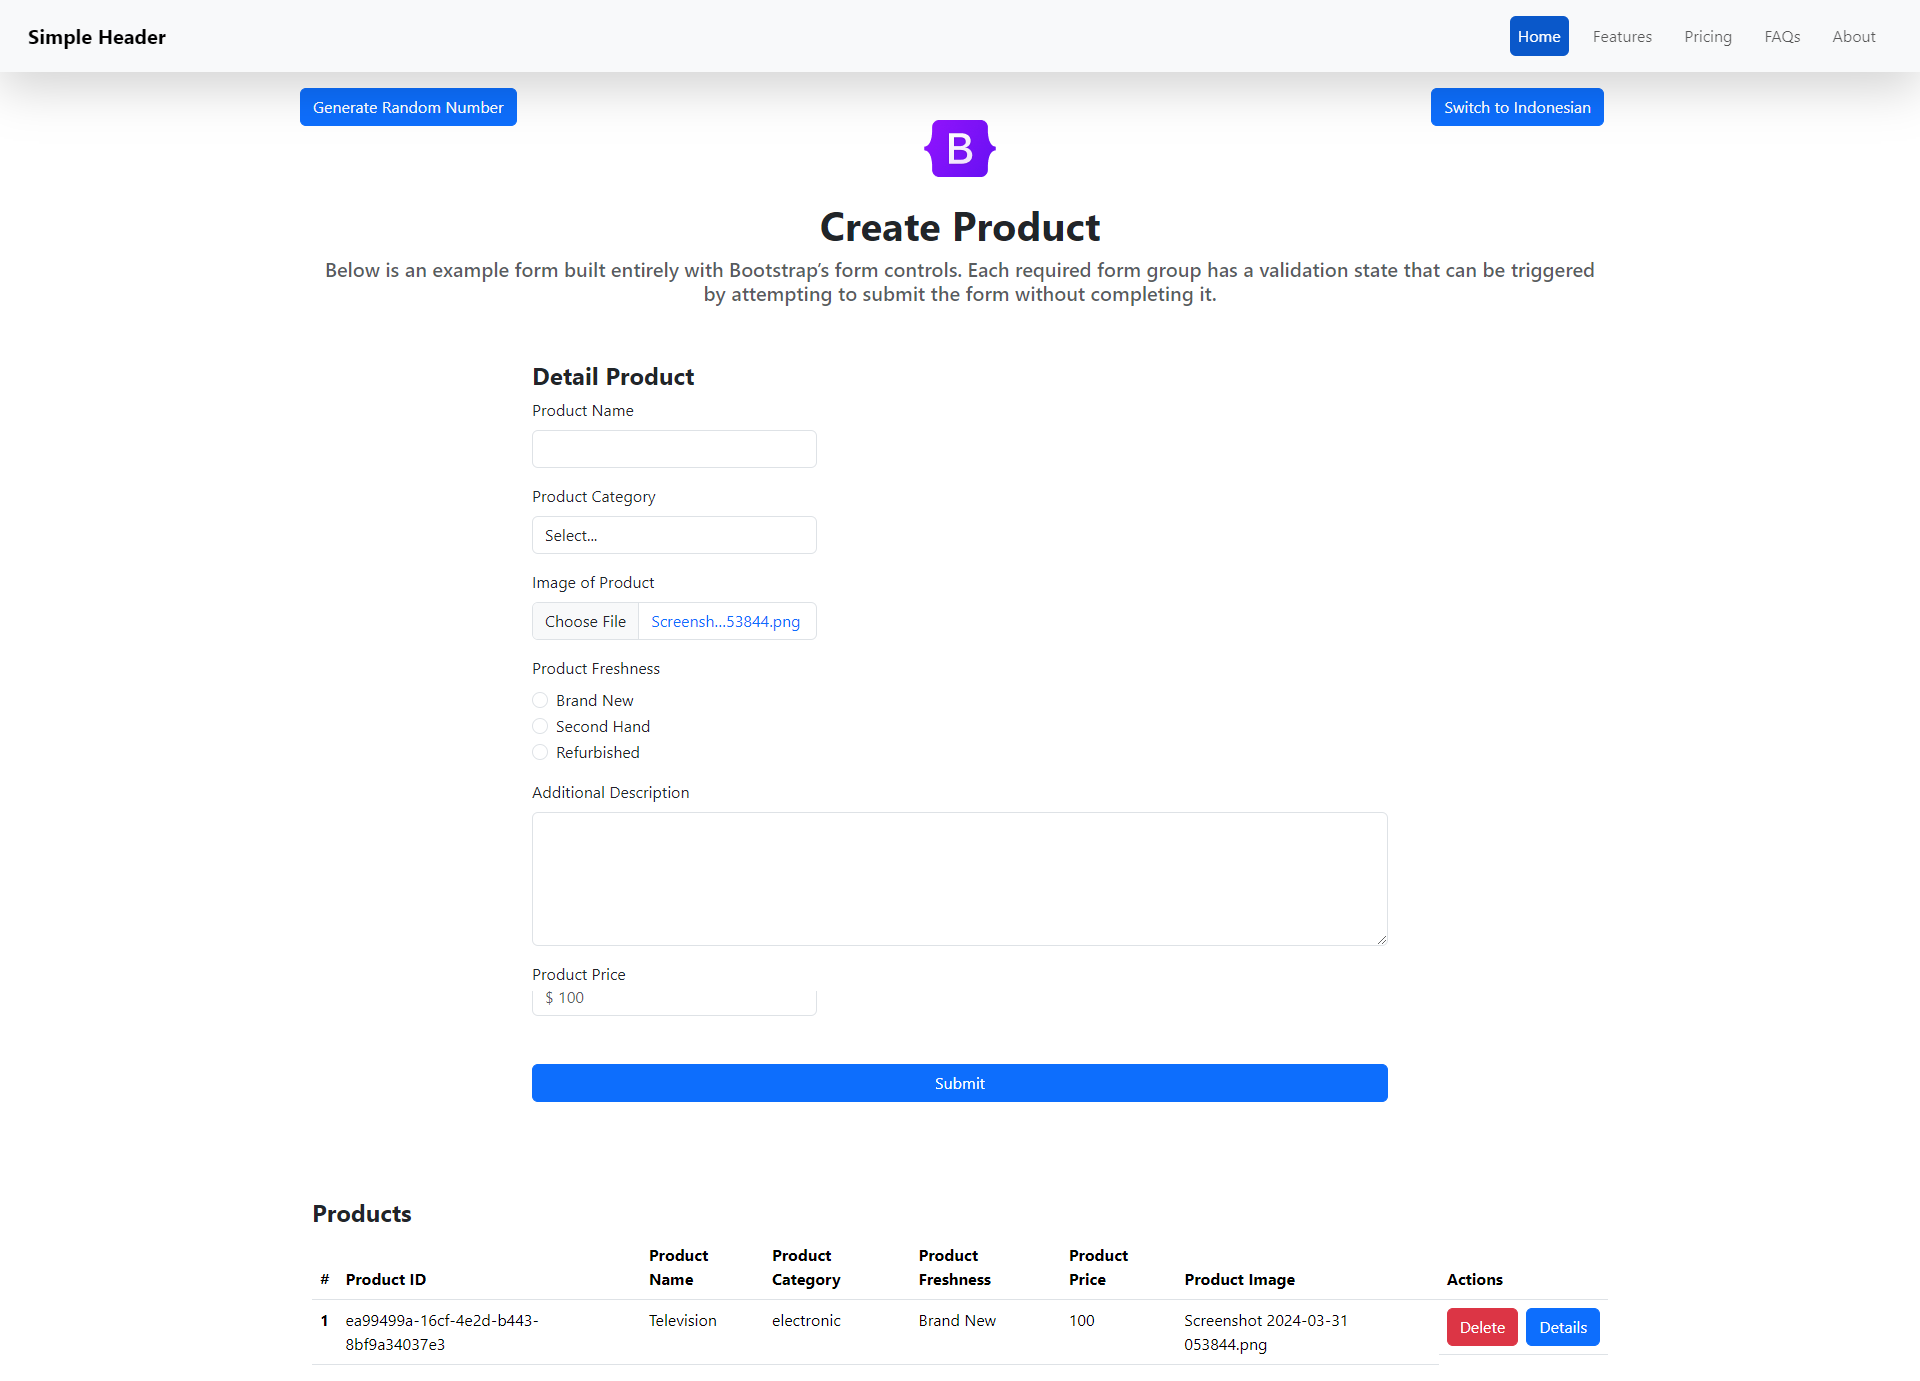 Simple Header
Home
Features
Pricing
FAQs
About
Generate Random Number
Switch to Indonesian
B
Create Product
Below is an example form built entirely with Bootstrap’s form controls. Each required form group has a validation state that can be triggered
by attempting to submit the form without completing it.
Detail Product
Product Name
Product Category
Select...
Image of Product
Choose File
Screensh...53844.png
Product Freshness
Brand New
Second Hand
Refurbished
Additional Description
Product Price
$ 100
Submit
Products
# Product ID Product Name Product Category Product Freshness Product Price Product Image Actions
1 ea99499a-16cf-4e2d-b443- Television electronic Brand New 100 Screenshot 2024-03-31 Delete Details
8bf9a34037e3 053844.png